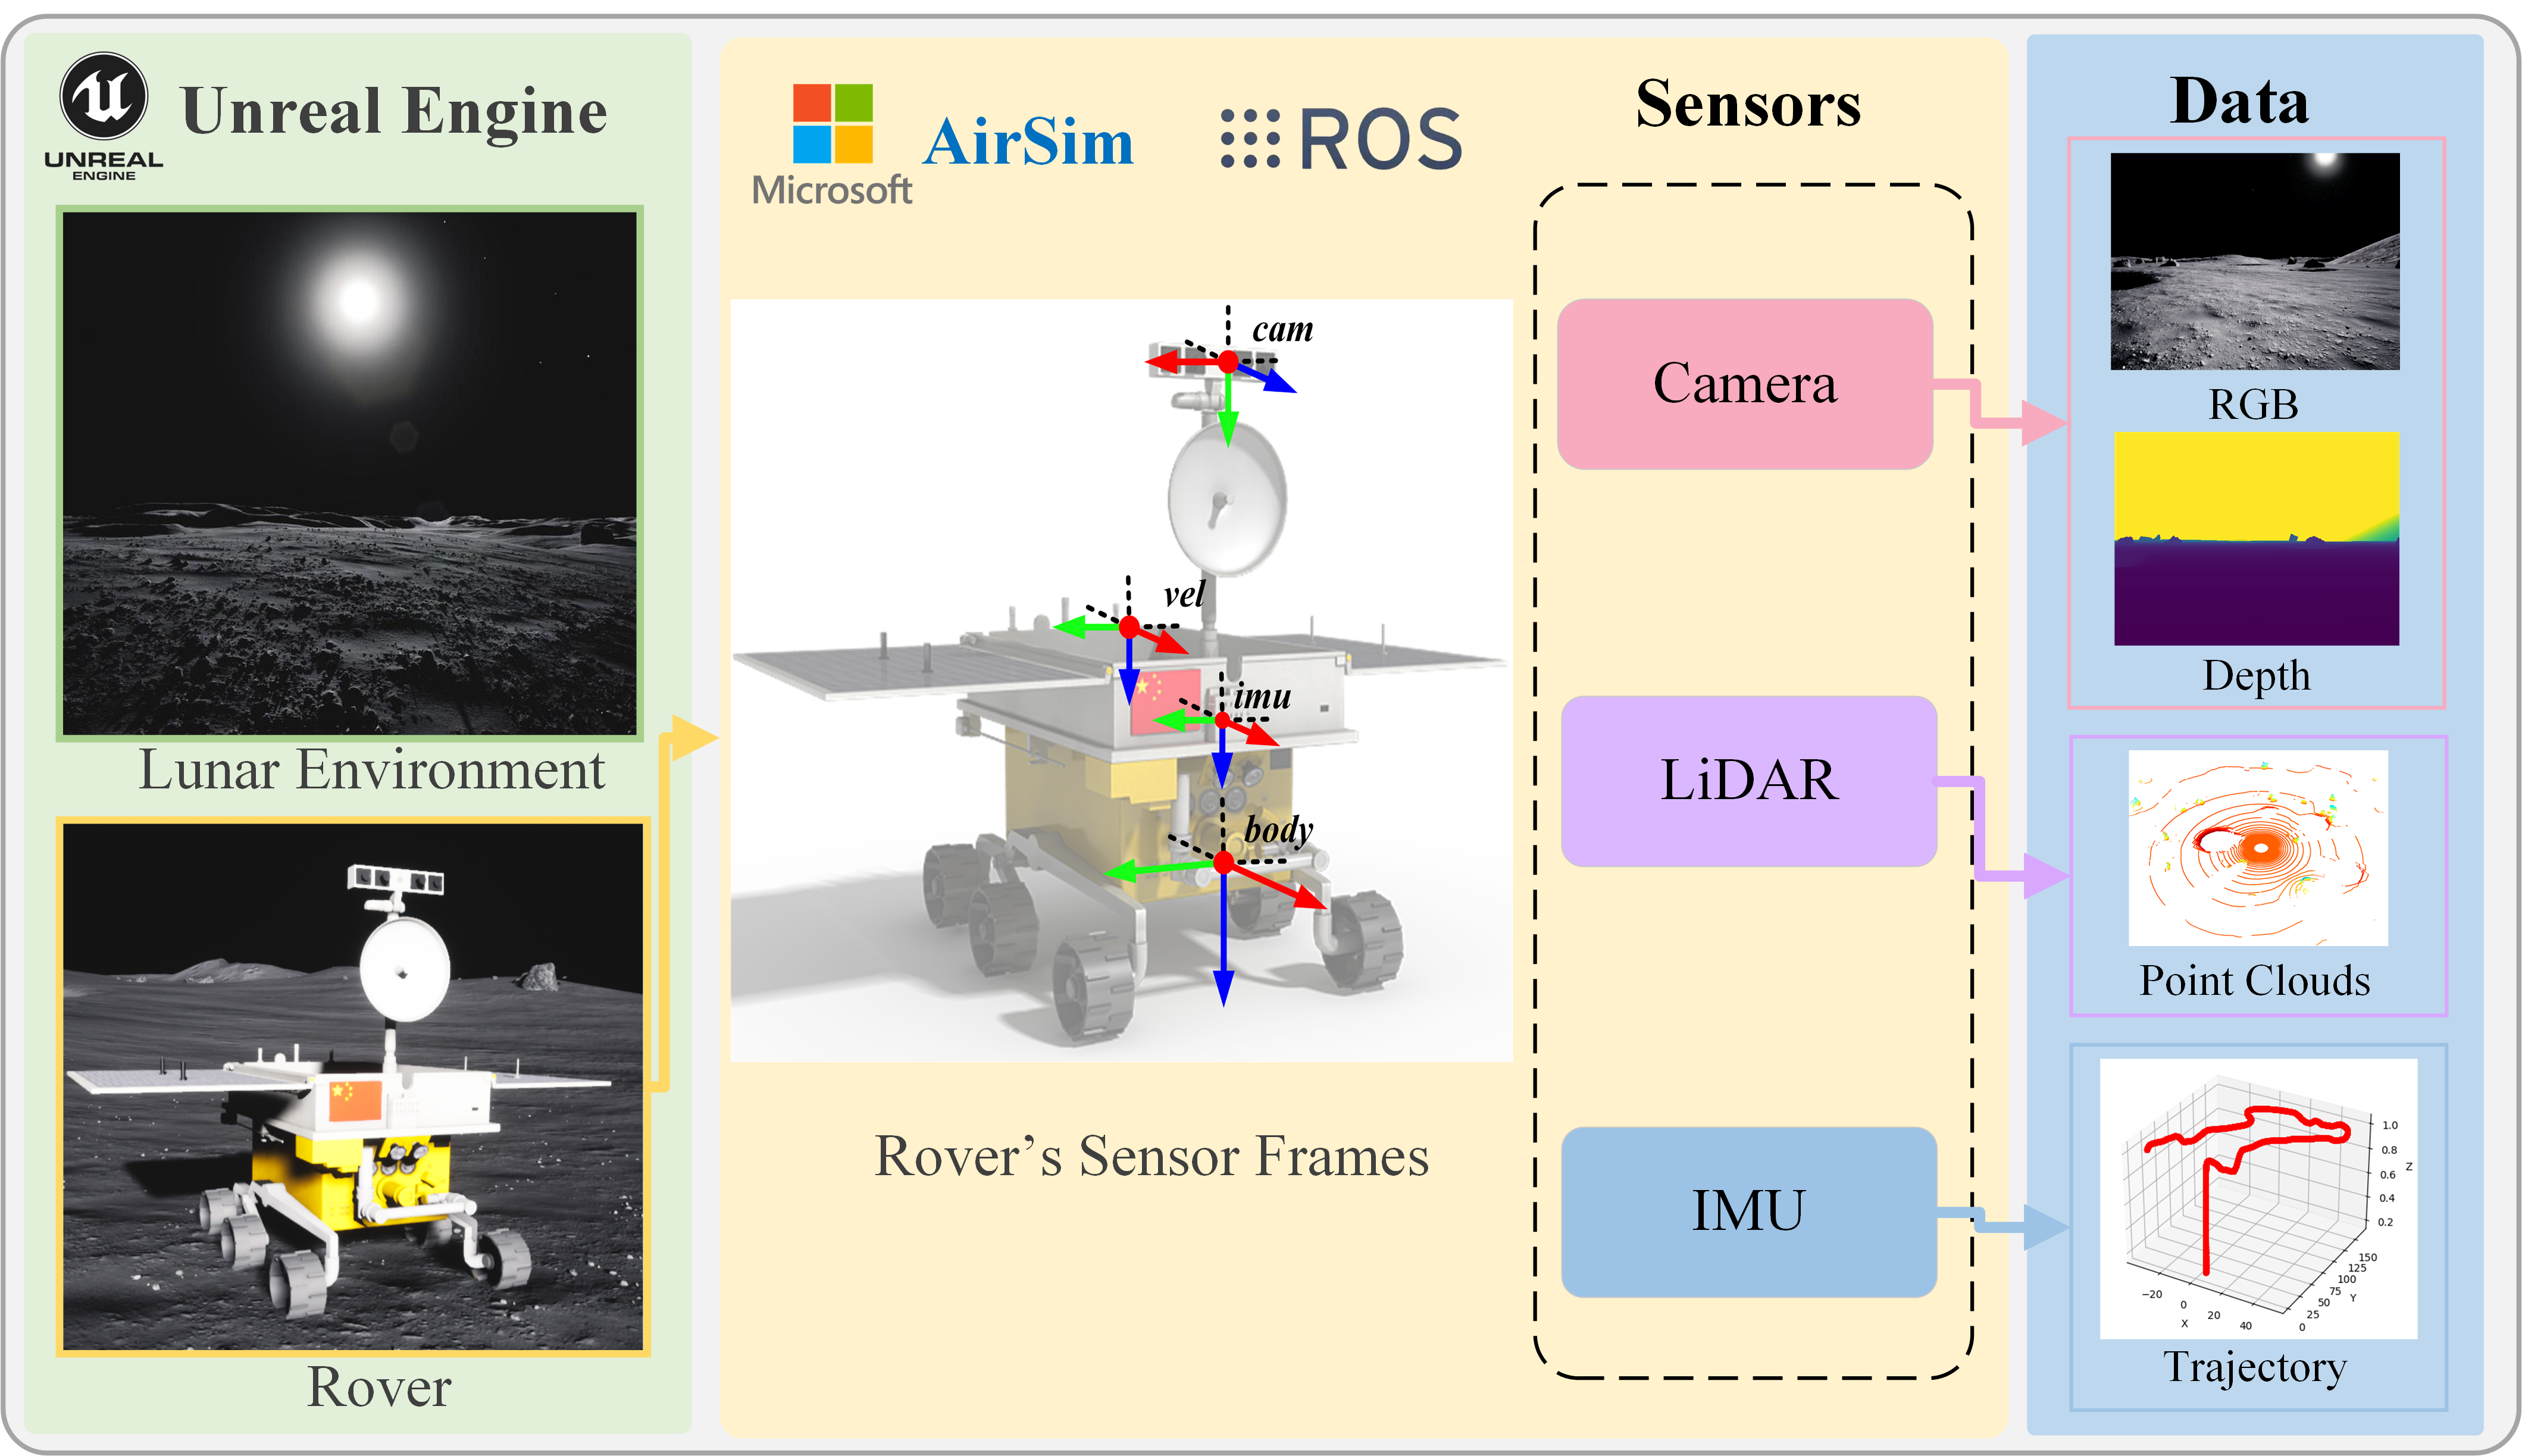 UNREAL
ENGINE
Unreal Engine
Lunar Environment
Rover
Microsoft
AirSim
ROS
cam
vel
imu
body
Rover’s Sensor Frames
Sensors
Camera
LiDAR
IMU
Data
RGB
Depth
Point Clouds
1.0
0.8
Z
0.6
0.4
0.2
150
125
100
75
Y
50
25
0
−20
0
20
40
X
Trajectory